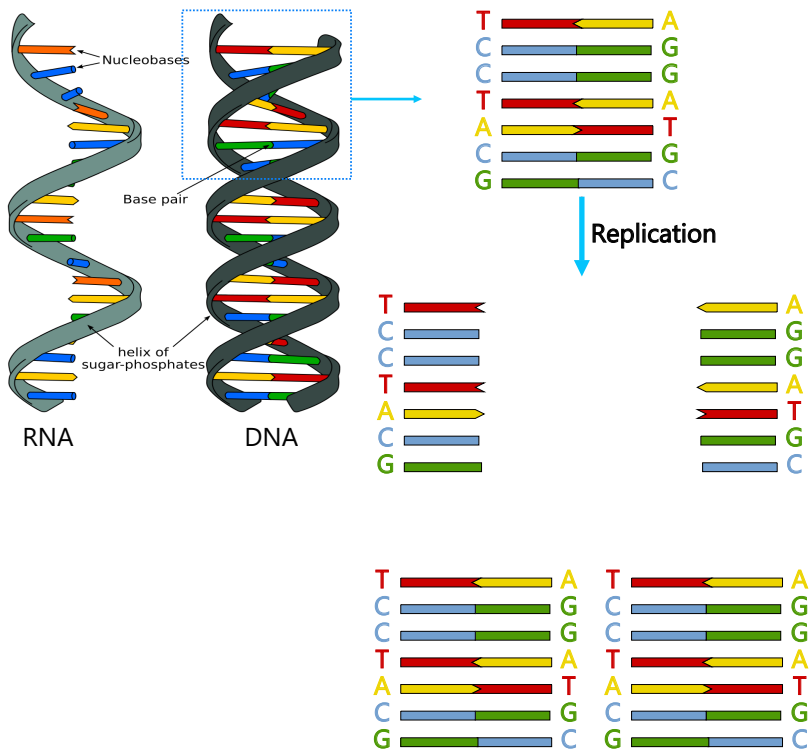 Nucleobases
Base pair
helix of
sugar-phosphates
RNA
DNA
T A
C G
C G
T A
A T
C G
G C
Replication
T A
C G
C G
T A
A T
C G
G C
T A T A
C G C G
C G C G
T A T A
A T A T
C G C G
G C G C